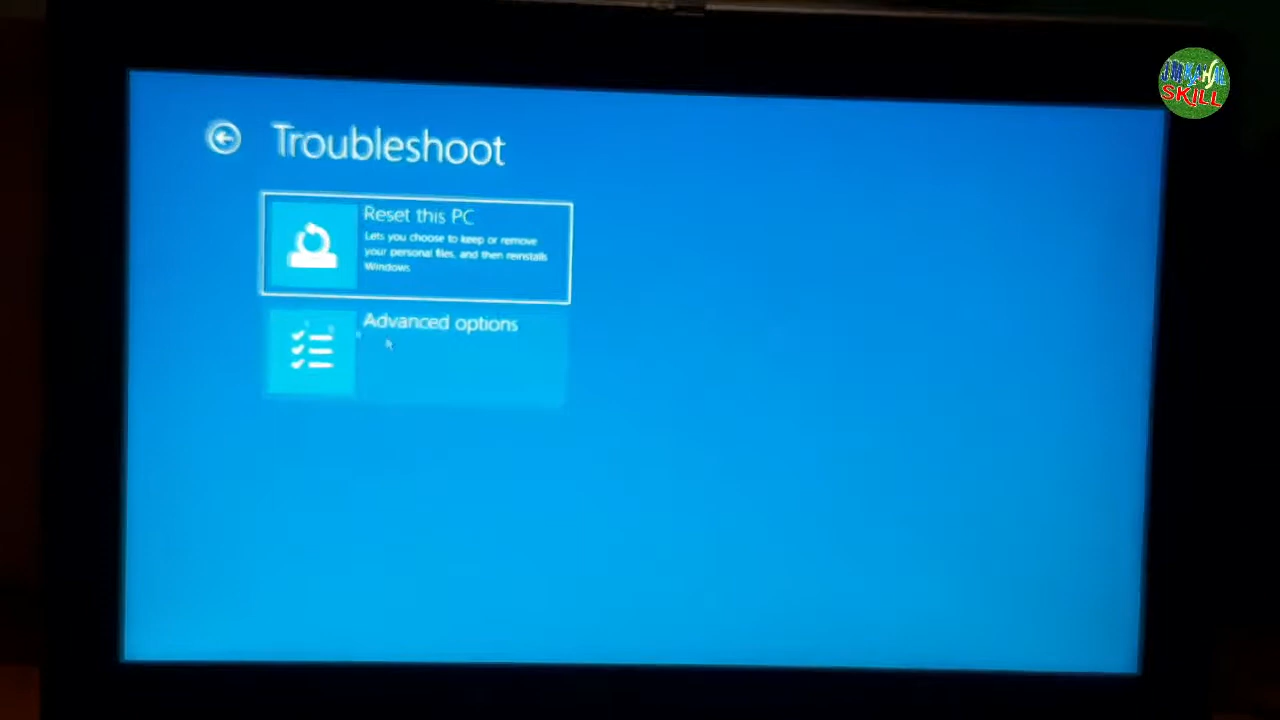 Troubleshoot
Reset this PC
Lets you choose to keep or remove
your personal files, and then reinstalls
Windows
Advanced options
SKILL